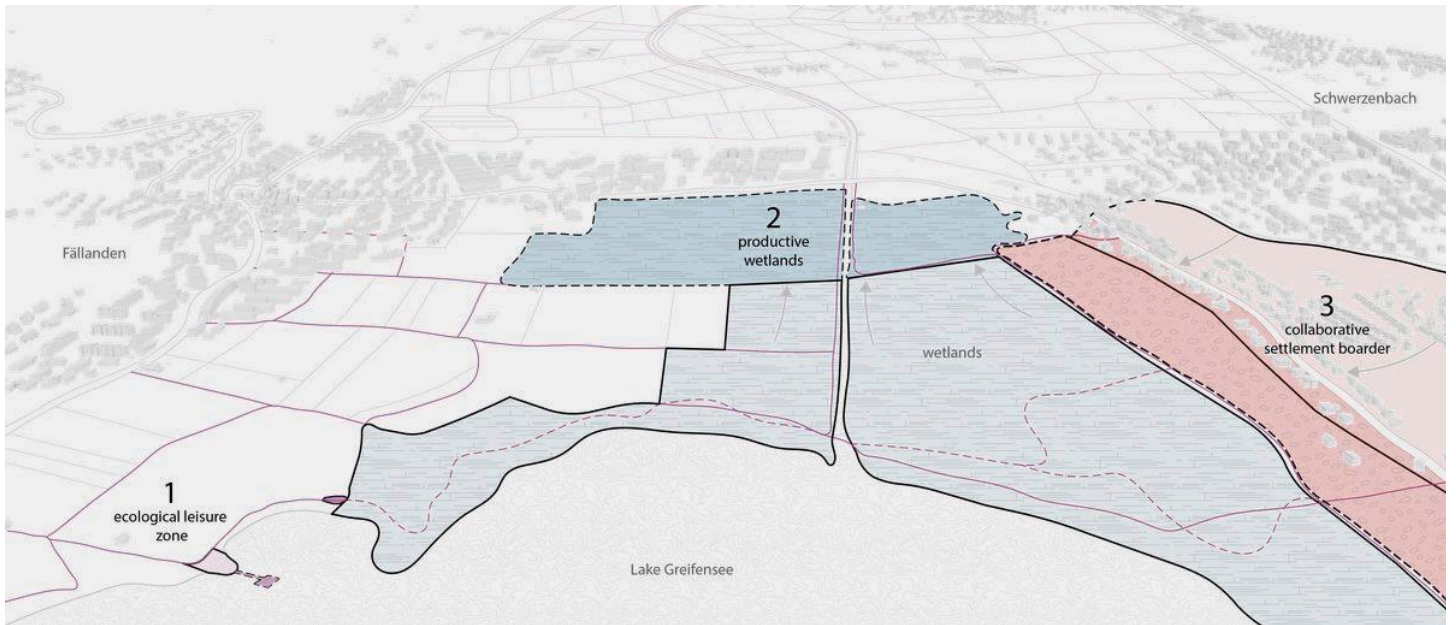 Schwerzenbach
2
productive
wetlands
Fällanden
3
collaborative
settlement boarder
wetlands
1
ecological leisure
zone
Lake Greifensee